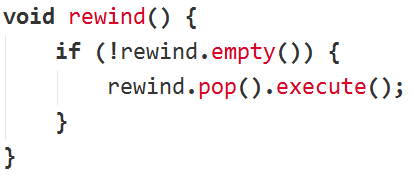 void rewind() {
    if (!rewind.empty()) {
        rewind.pop().execute();
    }
}